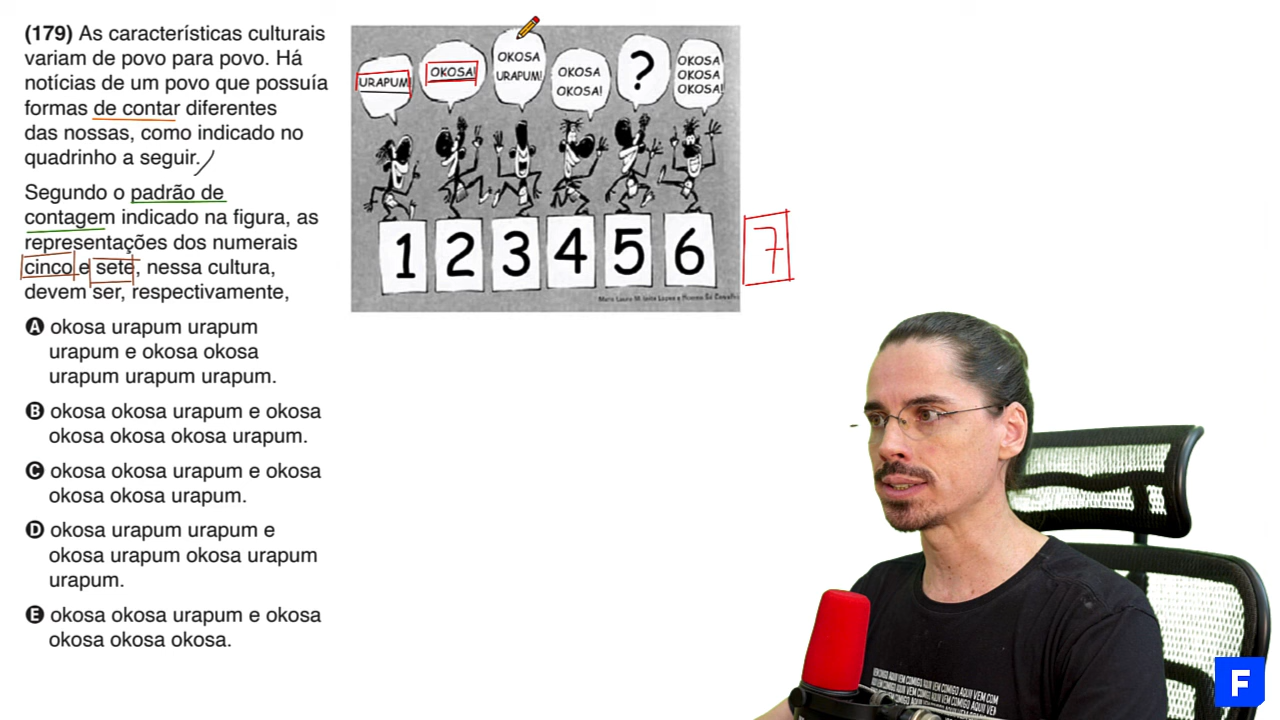 (179) As características culturais
variam de povo para povo. Há
notícias de um povo que possuía
formas de contar diferentes
das nossas, como indicado no
quadrinho a seguir.
Segundo o padrão de
contagem indicado na figura, as
representações dos numerais
cinco e sete, nessa cultura,
devem ser, respectivamente,
A okosa urapum urapum
urapum e okosa okosa
urapum urapum urapum.
B okosa okosa urapum e okosa
okosa okosa okosa urapum.
C okosa okosa urapum e okosa
okosa okosa urapum.
D okosa urapum urapum e
okosa urapum okosa urapum
urapum.
E okosa okosa urapum e okosa
okosa okosa okosa.
URAPUM!
OKOSA!
OKOSA
URAPUM!
OKOSA
OKOSA!
?
OKOSA
OKOSA
OKOSA!
1 2 3 4 5 6 7
F